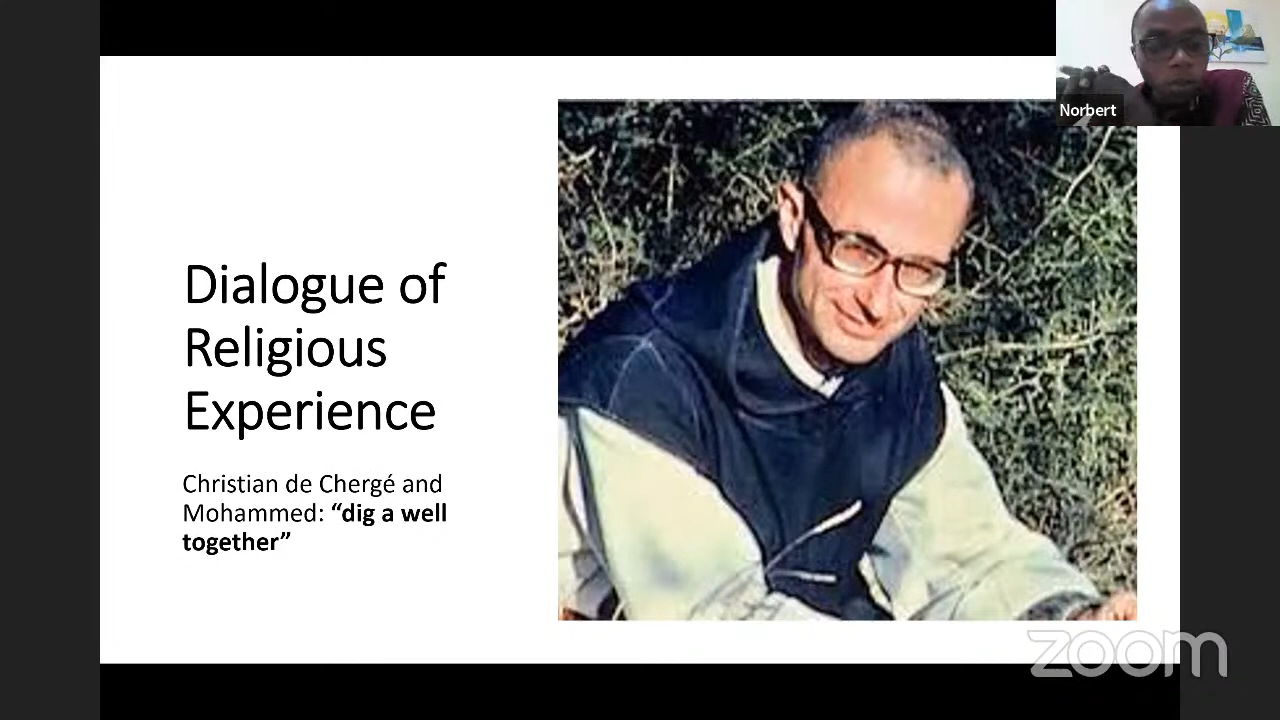 Norbert
Dialogue of
Religious
Experience
Christian de Chergé and
Mohammed: “dig a well
together”
zoom